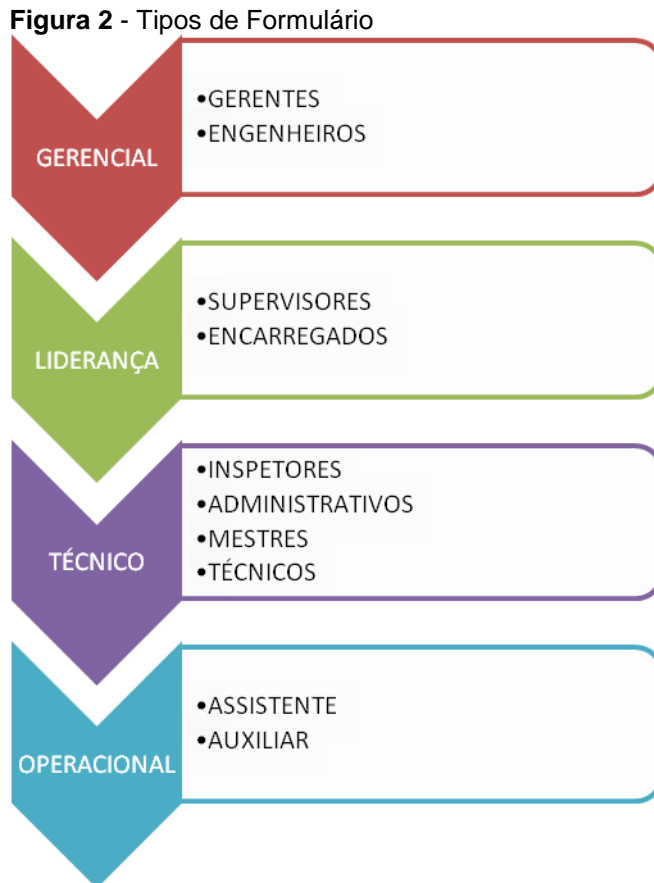 Figura 2 - Tipos de Formulário
GERENCIAL
•GERENTES
•ENGENHEIROS
LIDERANÇA
•SUPERVISORES
•ENCARREGADOS
TÉCNICO
•INSPETORES
•ADMINISTRATIVOS
•MESTRES
•TÉCNICOS
OPERACIONAL
•ASSISTENTE
•AUXILIAR